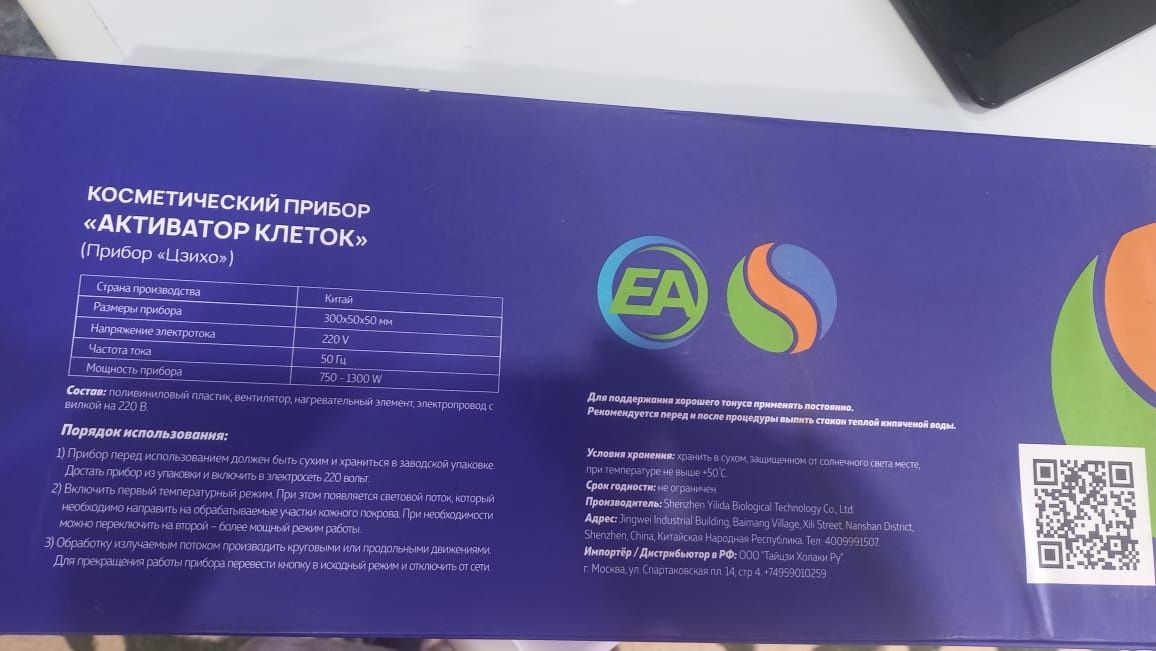 КОСМЕТИЧЕСКИЙ ПРИБОР
«АКТИВАТОР КЛЕТОК»
(Прибор «Цзихо»)
Страна производства Китай
Размеры прибора 300х50х50 мм
Напряжение электротока 220 V
Частота тока 50 Гц
Мощность прибора 750 - 1300 W
Состав: поливиниловый пластик, вентилятор, нагревательный элемент, электропровод с
вилкой на 220 В.
Порядок использования:
1) Прибор перед использованием должен быть сухим и храниться в заводской упаковке.
Достать прибор из упаковки и включить в электросеть 220 вольт.
2) Включить первый температурный режим. При этом появляется световой поток, который
необходимо направить на обрабатываемые участки кожного покрова. При необходимости
можно переключить на второй – более мощный режим работы.
3) Обработку излучаемым потоком производить круговыми или продольными движениями.
Для прекращения работы прибора перевести кнопку в исходный режим и отключить от сети.
EA
Для поддержания хорошего тонуса применять постоянно.
Рекомендуется перед и после процедуры выпить стакан теплой кипяченой воды.
Условия хранения: хранить в сухом, защищенном от солнечного света месте,
при температуре не выше +50°С.
Срок годности: не ограничен.
Производитель: Shenzhen Yilida Biological Technology Co., Ltd.
Адрес: Jingwei Industrial Building, Baimang Village, Xili Street, Nanshan District,
Shenzhen, China, Китайская Народная Республика. Тел: 4009991507.
Импортёр / Дистрибьютор в РФ: ООО "Тайцзи Холаки Ру".
г. Москва, ул. Спартаковская пл. 14, стр 4. +74959010259